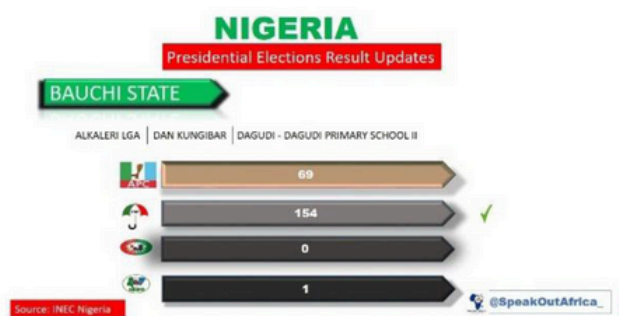 NIGERIA
Presidential Elections Result Updates
BAUCHI STATE
ALKALERI LGA | DAN KUNGIBAR | DAGUDI - DAGUDI PRIMARY SCHOOL II
APC
69
154
0
1
Source: INEC Nigeria
@SpeakOutAfrica_